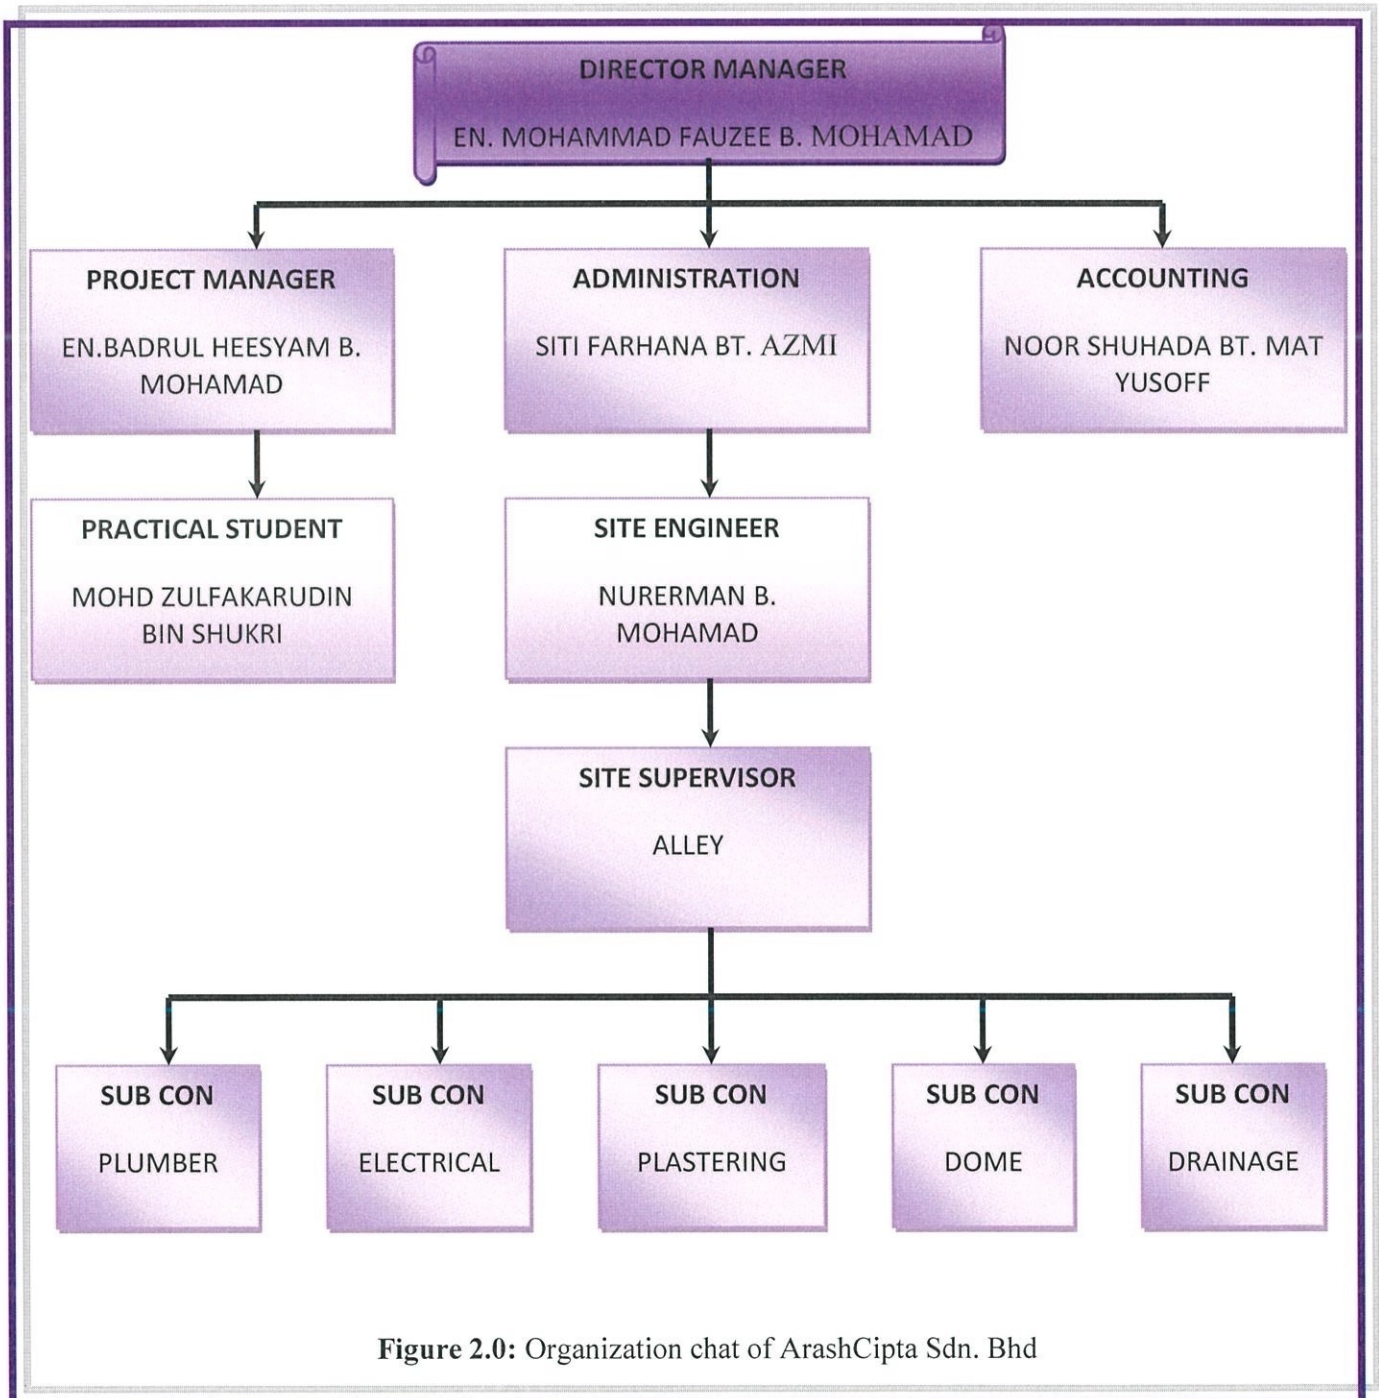 DIRECTOR MANAGER
EN. MOHAMMAD FAUZEE B. MOHAMAD
PROJECT MANAGER
EN.BADRUL HEESYAM B.
MOHAMAD
ADMINISTRATION
SITI FARHANA BT. AZMI
ACCOUNTING
NOOR SHUHADA BT. MAT
YUSOFF
PRACTICAL STUDENT
MOHD ZULFAKARUDIN
BIN SHUKRI
SITE ENGINEER
NURERMAN B.
MOHAMAD
SITE SUPERVISOR
ALLEY
SUB CON
PLUMBER
SUB CON
ELECTRICAL
SUB CON
PLASTERING
SUB CON
DOME
SUB CON
DRAINAGE
Figure 2.0: Organization chat of ArashCipta Sdn. Bhd